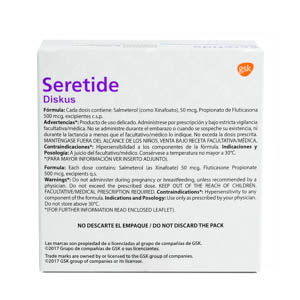 Seretide
Diskus
gsk
Fórmula: Cada dosis contiene: Salmeterol (como Xinafoato), 50 mcg, Propionato de Fluticasona
500 mcg, excipientes c.s.p.
Advertencias*: Producto de uso delicado. Adminístrese por prescripción y bajo estricta vigilancia
facultativa/médica. No se administre durante el embarazo o cuando se sospeche su existencia, ni
durante la lactancia a menos que el facultativo/médico lo indique. No exceda la dosis prescrita.
MANTÉNGASE FUERA DEL ALCANCE DE LOS NIÑOS. VENTA BAJO RECETA FACULTATIVA/MÉDICA.
Contraindicaciones*: Hipersensibilidad a los componentes de la fórmula. Indicaciones y
Posología: A juicio del facultativo/médico. Consérvese a temperatura no mayor a 30°C.
*(PARA MAYOR INFORMACIÓN VER INSERTO ADJUNTO).
Formula: Each dose contains: Salmeterol (as Xinafoate) 50 mcg, Fluticasone Propionate
500 mcg, excipients q.s.
Warnings*: Do not administer during pregnancy or breastfeeding, unless recommended by a
physician. Do not exceed the prescribed dose. KEEP OUT OF THE REACH OF CHILDREN.
FACULTATIVE/MEDICAL PRESCRIPTION REQUIRED. Contraindications*: Hypersensitivity to any
component of the formula. Indications and Posology: Use only as prescribed by your physician.
Do not store above 30°C.
*(FOR FURTHER INFORMATION READ ENCLOSED LEAFLET).
NO DESCARTE EL EMPAQUE / DO NOT DISCARD THE PACK
Las marcas son propiedad de o licenciadas al grupo de compañías de GSK.
©2017 Grupo de compañías de GSK o sus licenciantes.
Trade marks are owned by or licensed to the GSK group of companies.
©2017 GSK group of companies or its licensor.